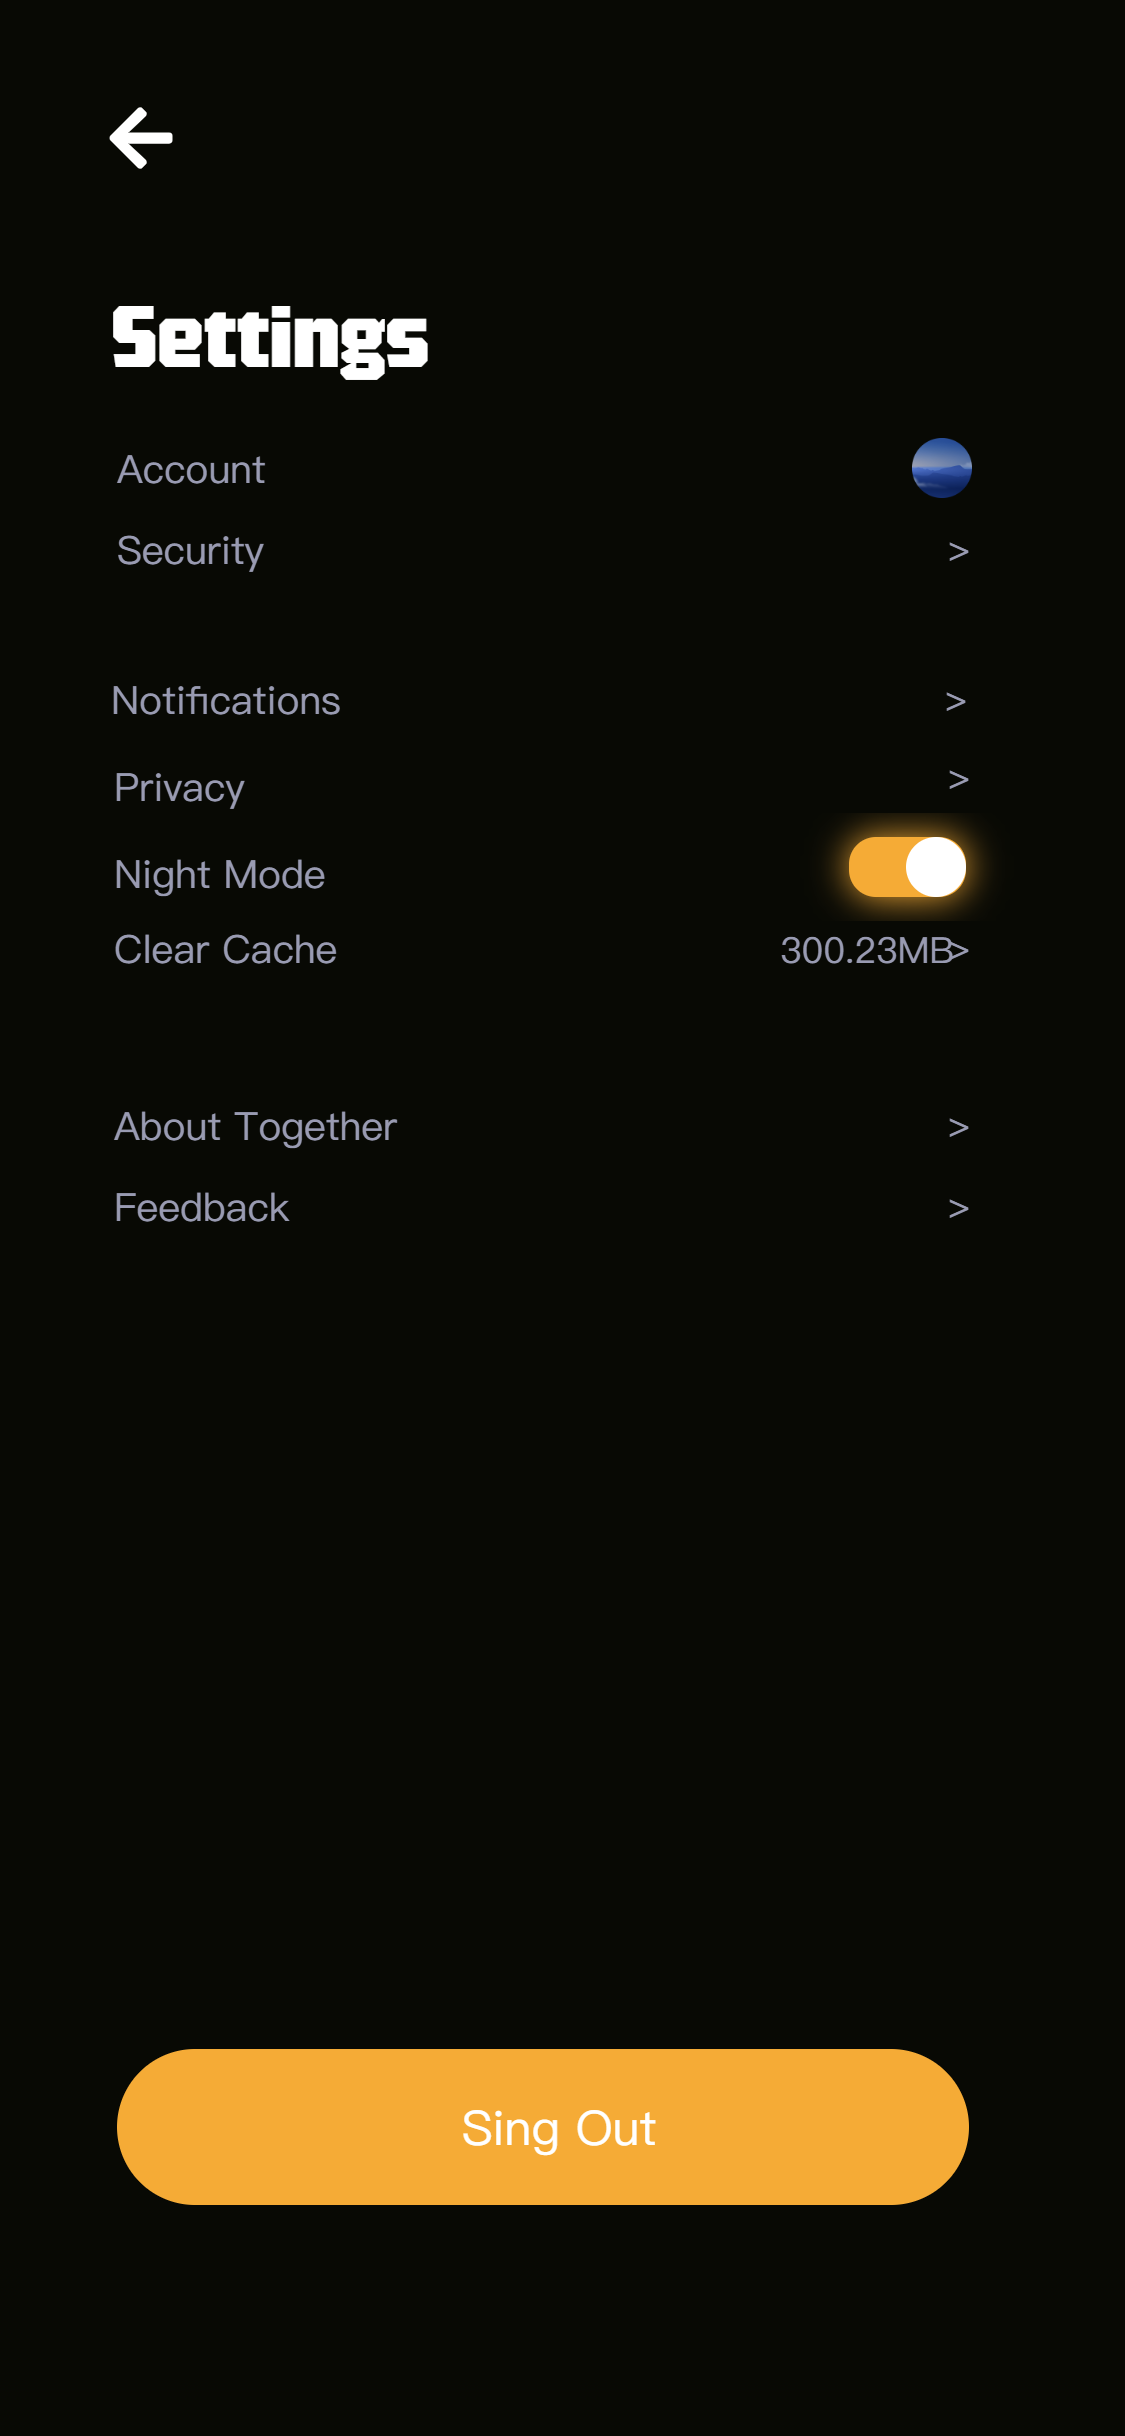 Settings
Account
Security >
Notifications >
Privacy >
Night Mode
Clear Cache 300.23MB>
About Together >
Feedback >
Sing Out